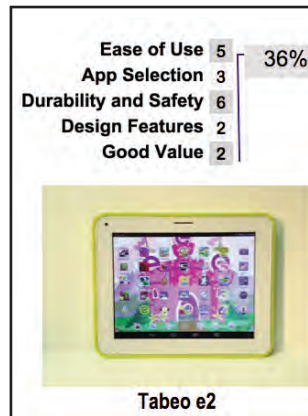 Ease of Use 5
36%
App Selection 3
Durability and Safety 6
Design Features 2
Good Value 2
Tabeo e2